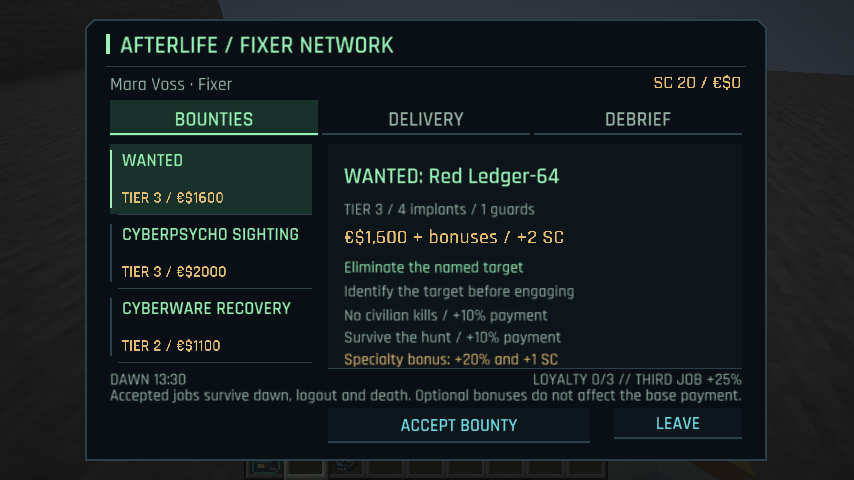 AFTERLIFE / FIXER NETWORK
Mara Voss · Fixer
SC 20 / €$0
BOUNTIES
DELIVERY
DEBRIEF
WANTED
TIER 3 / €$1600
CYBERPSYCHO SIGHTING
TIER 3 / €$2000
CYBERWARE RECOVERY
TIER 2 / €$1100
WANTED: Red Ledger-64
TIER 3 / 4 implants / 1 guards
€$1,600 + bonuses / +2 SC
Eliminate the named target
Identify the target before engaging
No civilian kills / +10% payment
Survive the hunt / +10% payment
Specialty bonus: +20% and +1 SC
DAWN 13:30
LOYALTY 0/3 // THIRD JOB +25%
Accepted jobs survive dawn, logout and death. Optional bonuses do not affect the base payment.
ACCEPT BOUNTY
LEAVE